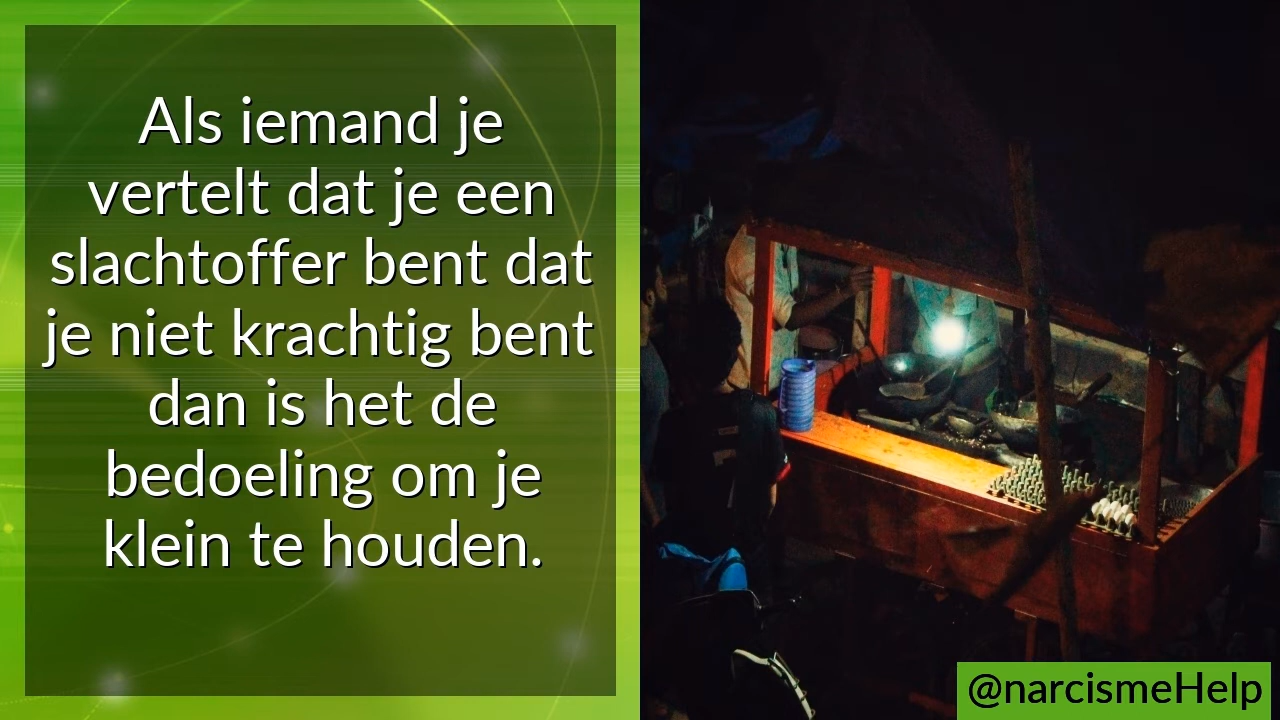 Als iemand je
vertelt dat je een
slachtoffer bent dat
je niet krachtig bent
dan is het de
bedoeling om je
klein te houden.
@narcismeHelp